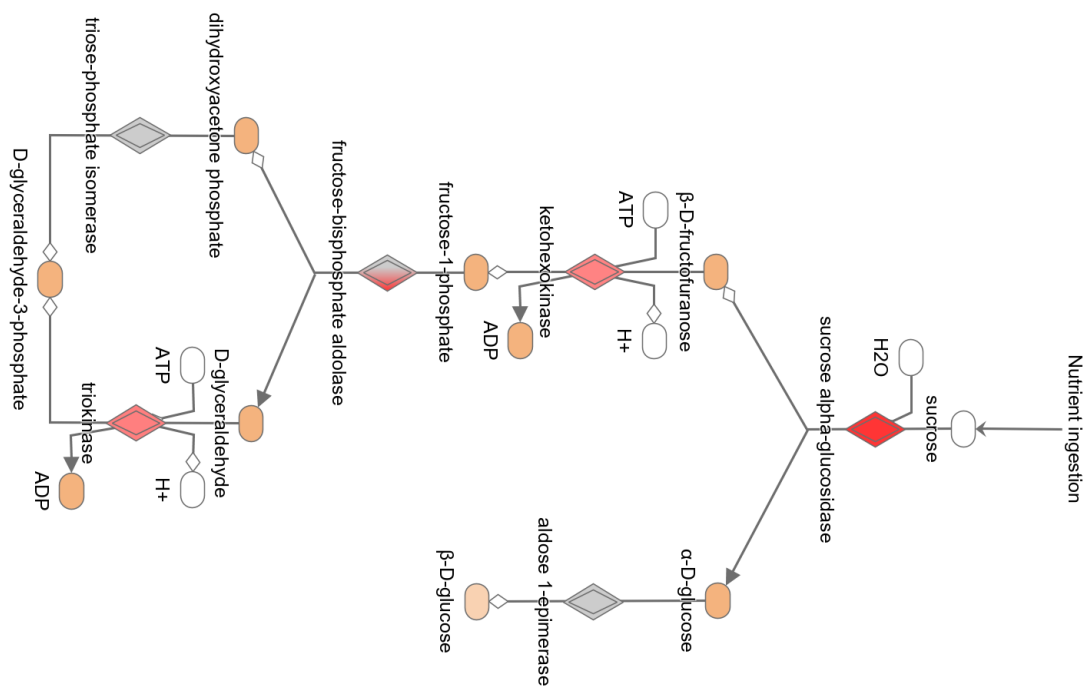 Nutrient ingestion
sucrose
H2O
sucrose alpha-glucosidase
β-D-fructofuranose
α-D-glucose
ATP
H+
ketohexokinase
ADP
aldose 1-epimerase
fructose-1-phosphate
β-D-glucose
fructose-bisphosphate aldolase
dihydroxyacetone phosphate
D-glyceraldehyde
ATP
H+
triose-phosphate isomerase
triokinase
ADP
D-glyceraldehyde-3-phosphate